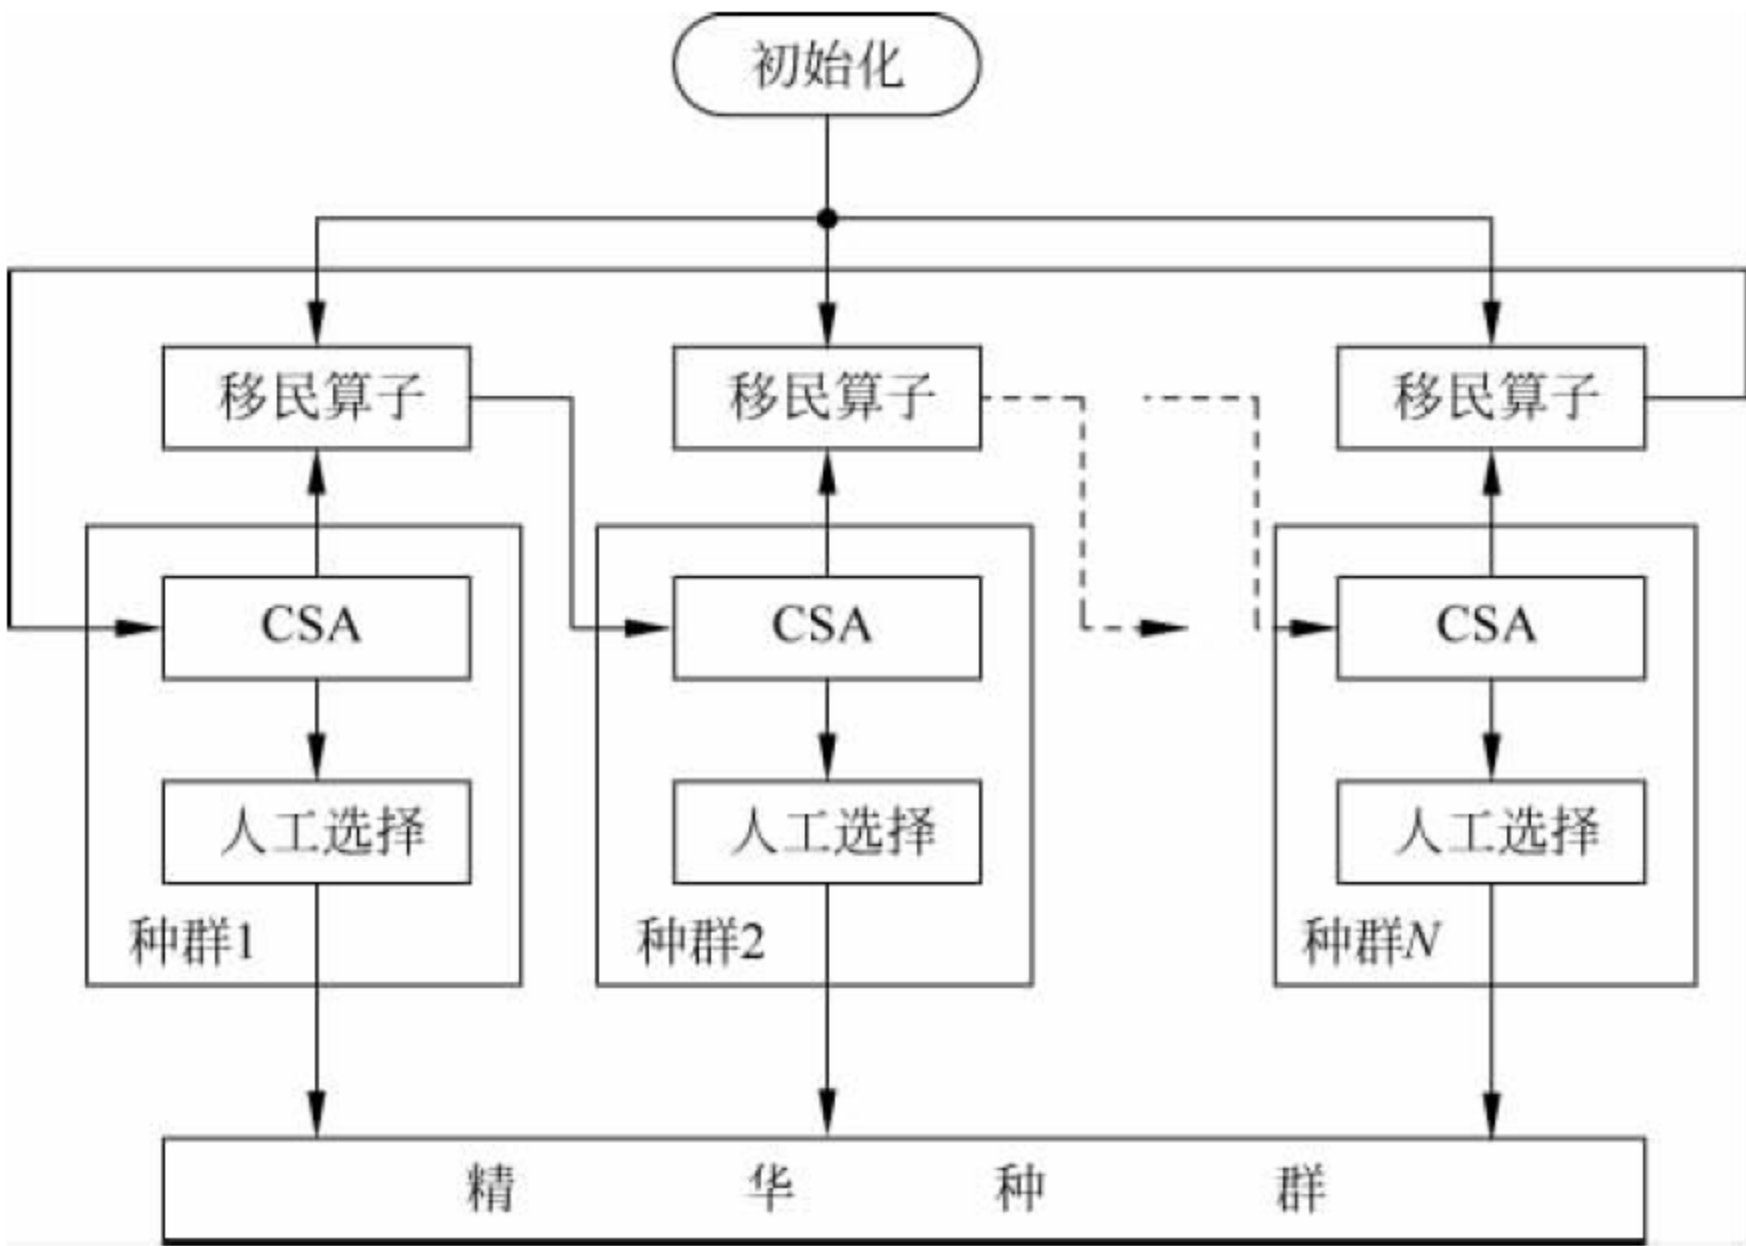 初始化
移民算子 移民算子 移民算子
CSA CSA CSA
人工选择 人工选择 人工选择
种群1 种群2 种群N
精华种群